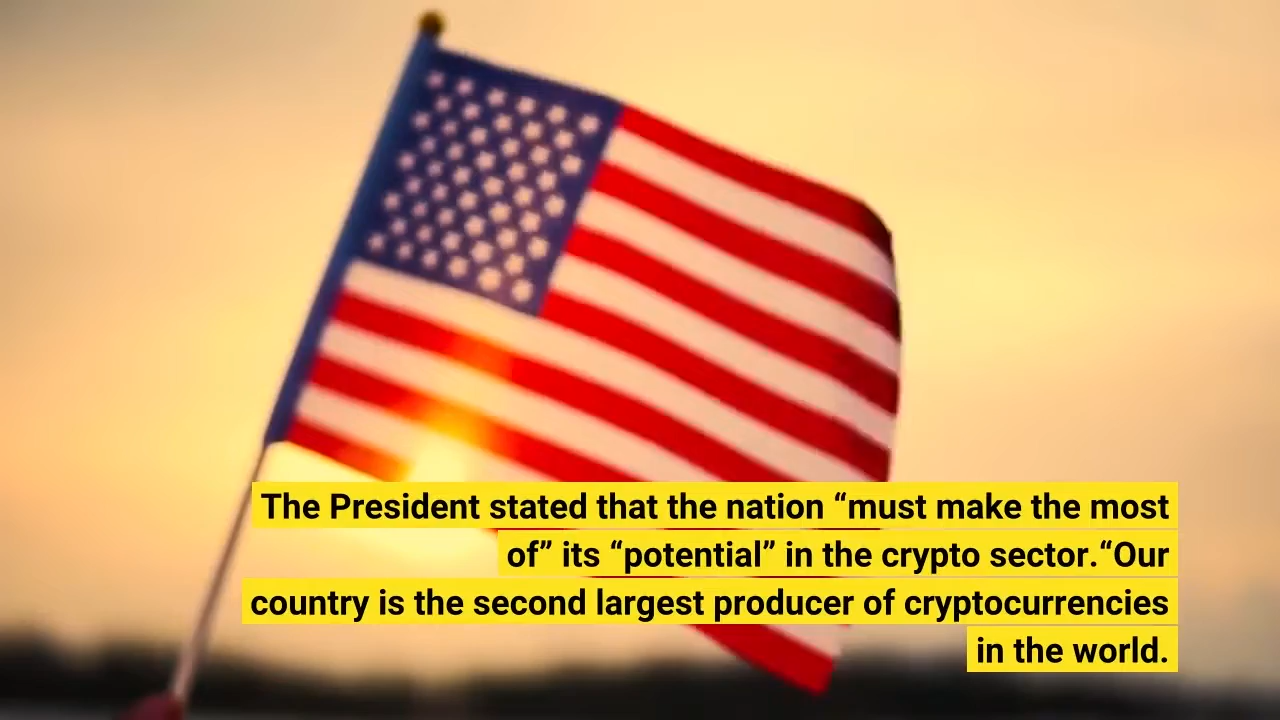 The President stated that the nation “must make the most
of” its “potential” in the crypto sector.“Our
country is the second largest producer of cryptocurrencies
in the world.